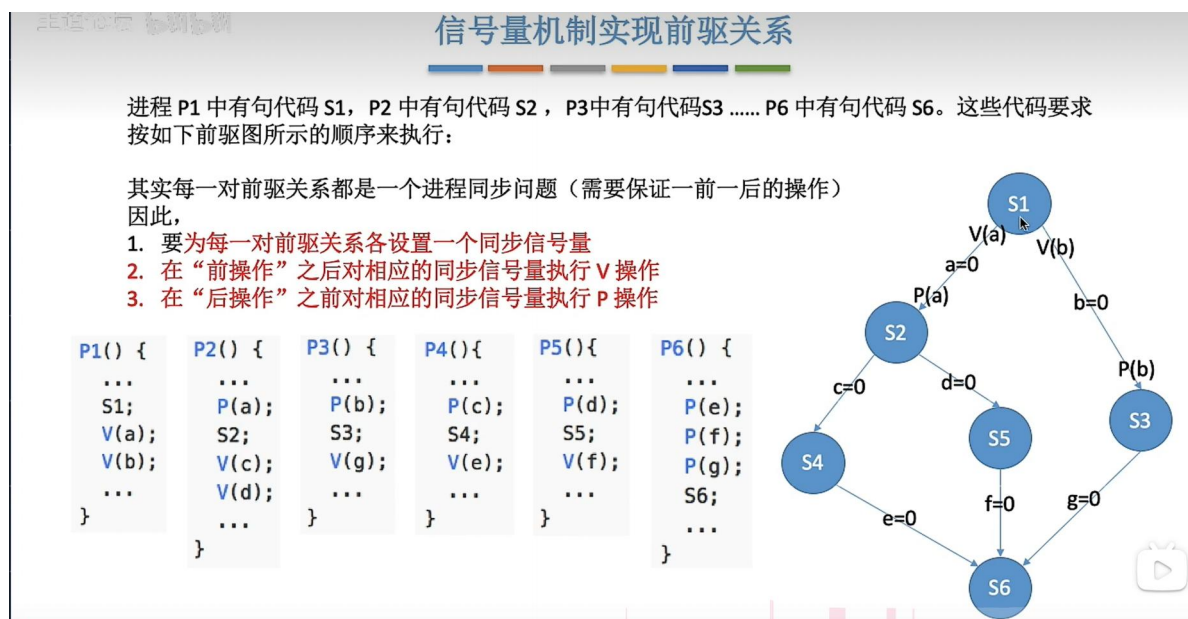 信号量机制实现前驱关系
进程 P1 中有句代码 S1，P2 中有句代码 S2 ，P3中有句代码S3 …… P6 中有句代码 S6。这些代码要求
按如下前驱图所示的顺序来执行：
其实每一对前驱关系都是一个进程同步问题（需要保证一前一后的操作）
因此，
1. 要为每一对前驱关系各设置一个同步信号量
2. 在“前操作”之后对相应的同步信号量执行 V 操作
3. 在“后操作”之前对相应的同步信号量执行 P 操作
P1() {
...
S1;
V(a);
V(b);
...
}
P2() {
...
P(a);
S2;
V(c);
V(d);
...
}
P3() {
...
P(b);
S3;
V(g);
...
}
P4(){
...
P(c);
S4;
V(e);
...
}
P5(){
...
P(d);
S5;
V(f);
...
}
P6() {
...
P(e);
P(f);
P(g);
S6;
...
}
S1
V(a)
V(b)
a=0
P(a)
b=0
S2
P(b)
c=0
d=0
S3
S5
S4
e=0
f=0
g=0
S6